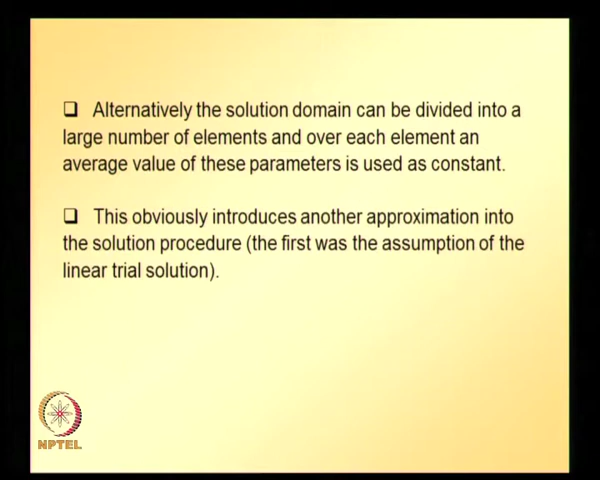 ❑ Alternatively the solution domain can be divided into a
large number of elements and over each element an
average value of these parameters is used as constant.
❑ This obviously introduces another approximation into
the solution procedure (the first was the assumption of the
linear trial solution).
NPTEL